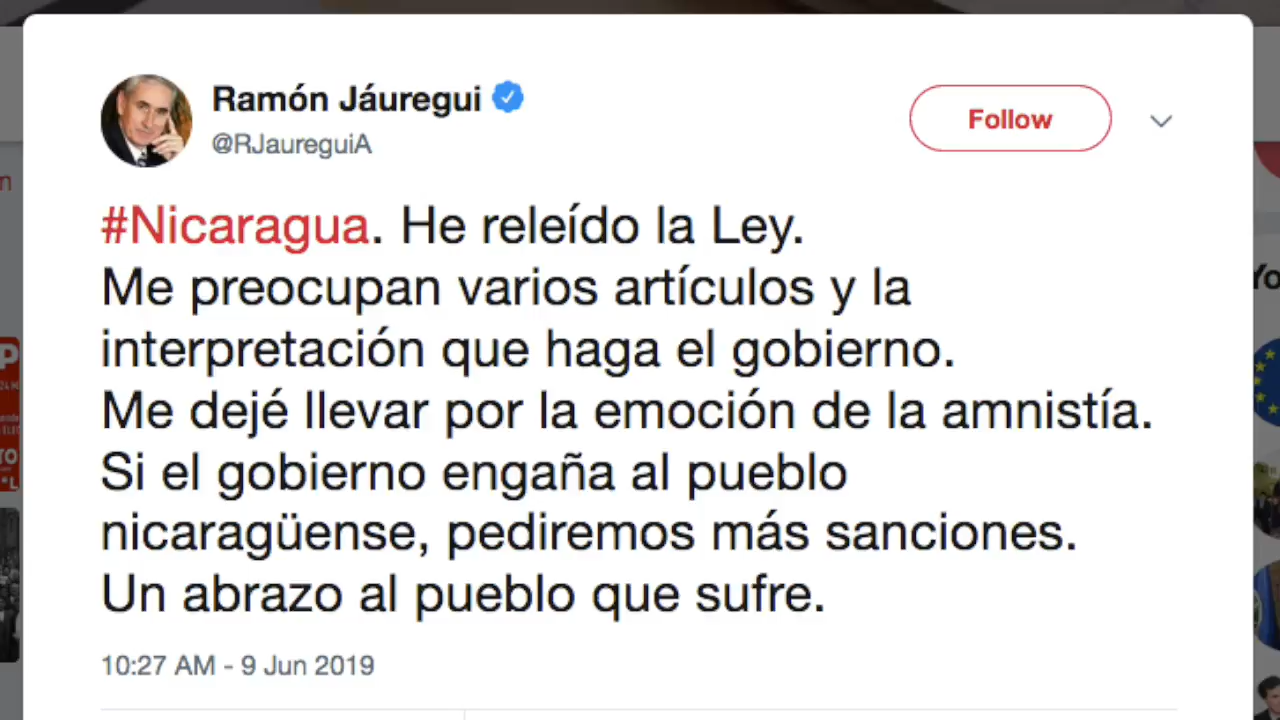 Ramón Jáuregui
@RJaureguiA
Follow
#Nicaragua. He releído la Ley.
Me preocupan varios artículos y la
interpretación que haga el gobierno.
Me dejé llevar por la emoción de la amnistía.
Si el gobierno engaña al pueblo
nicaragüense, pediremos más sanciones.
Un abrazo al pueblo que sufre.
10:27 AM - 9 Jun 2019